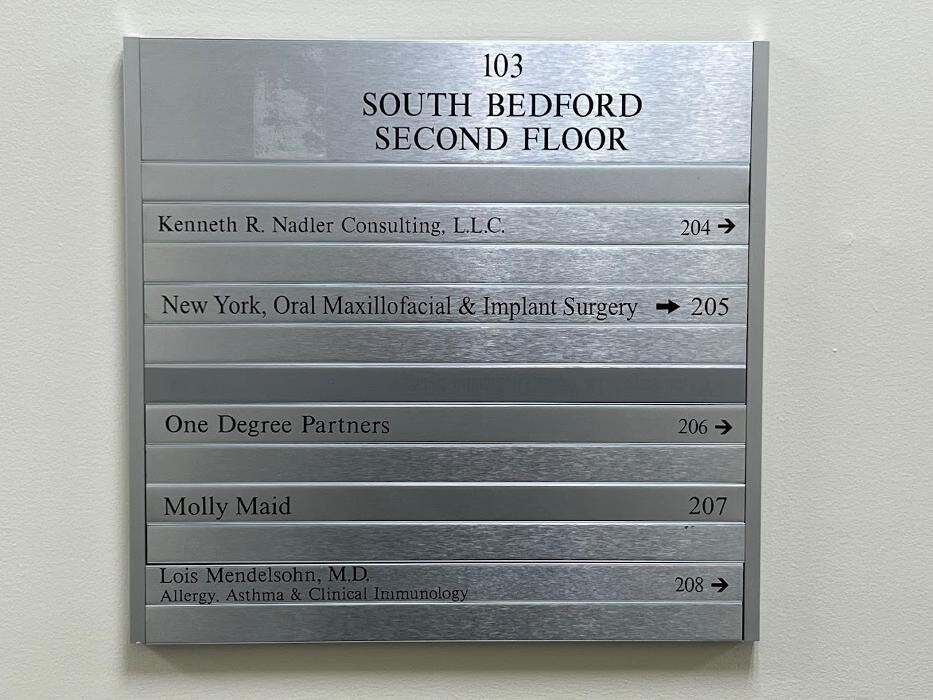 103
SOUTH BEDFORD
SECOND FLOOR
Kenneth R. Nadler Consulting, L.L.C. 204 →
New York, Oral Maxillofacial & Implant Surgery → 205
One Degree Partners 206 →
Molly Maid 207
Lois Mendelsohn, M.D. 208 →
Allergy. Asthma & Clinical Immunology